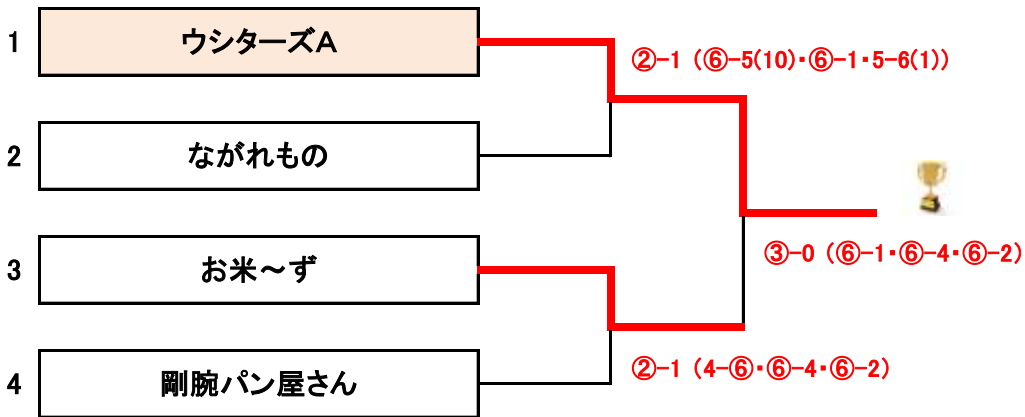 1 ウシターズA
②-1 (⑥-5(10)・⑥-1・5-6(1))
2 ながれもの
③-0 (⑥-1・⑥-4・⑥-2)
3 お米～ず
②-1 (4-⑥・⑥-4・⑥-2)
4 剛腕パン屋さん